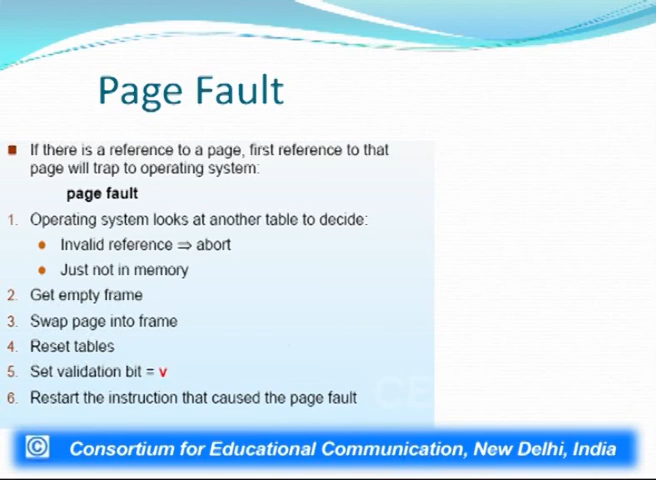 Page Fault
■ If there is a reference to a page, first reference to that
page will trap to operating system:
page fault
1. Operating system looks at another table to decide:
● Invalid reference ⇒ abort
● Just not in memory
2. Get empty frame
3. Swap page into frame
4. Reset tables
5. Set validation bit = v
6. Restart the instruction that caused the page fault
© Consortium for Educational Communication, New Delhi, India